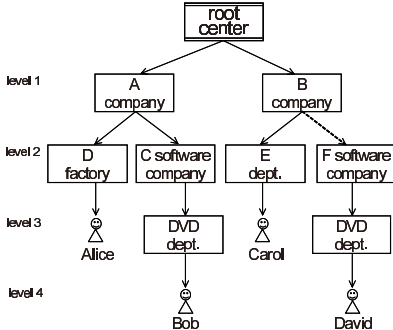 root
center
level 1
A
company
B
company
level 2
D
factory
C software
company
E
dept.
F software
company
level 3
Alice
DVD
dept.
Carol
DVD
dept.
level 4
Bob
David